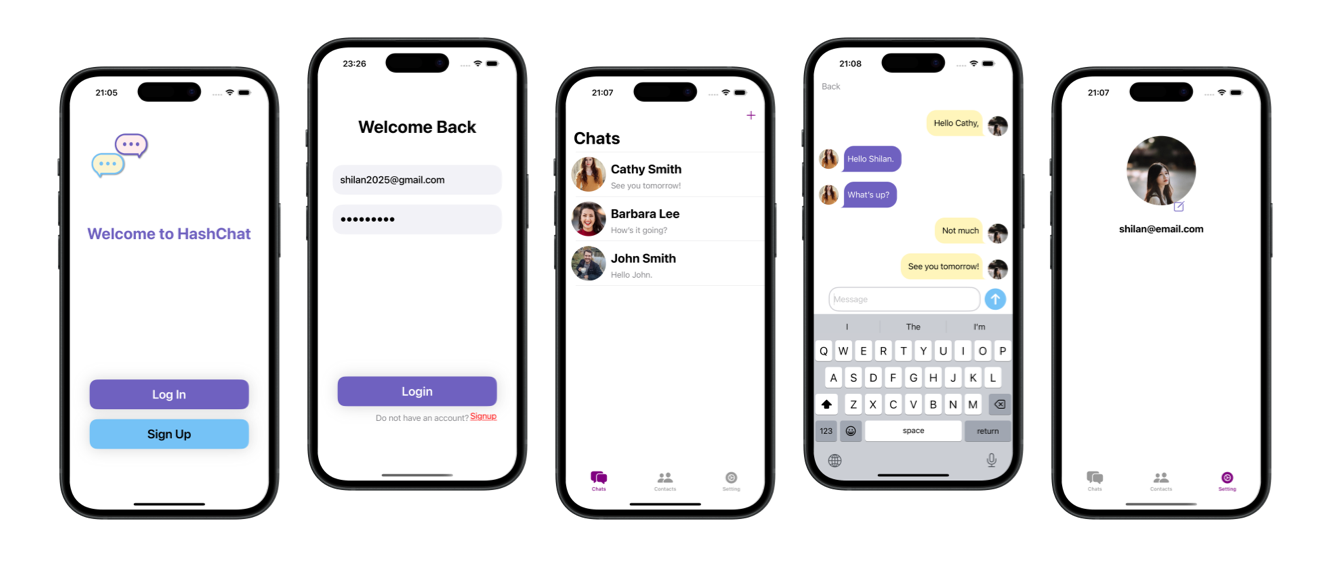 21:05
Welcome to HashChat
Log In
Sign Up
23:26
Welcome Back
shilan2025@gmail.com
•••••••••
Login
Do not have an account? Signup
21:07
+
Chats
Cathy Smith
See you tomorrow!
Barbara Lee
How's it going?
John Smith
Hello John.
Chats Contacts Setting
21:08
Back
Hello Cathy,
Hello Shilan.
What's up?
Not much
See you tomorrow!
Message
I The I'm
Q W E R T Y U I O P
A S D F G H J K L
Z X C V B N M
123 space return
21:07
shilan@email.com
Chats Contacts Setting